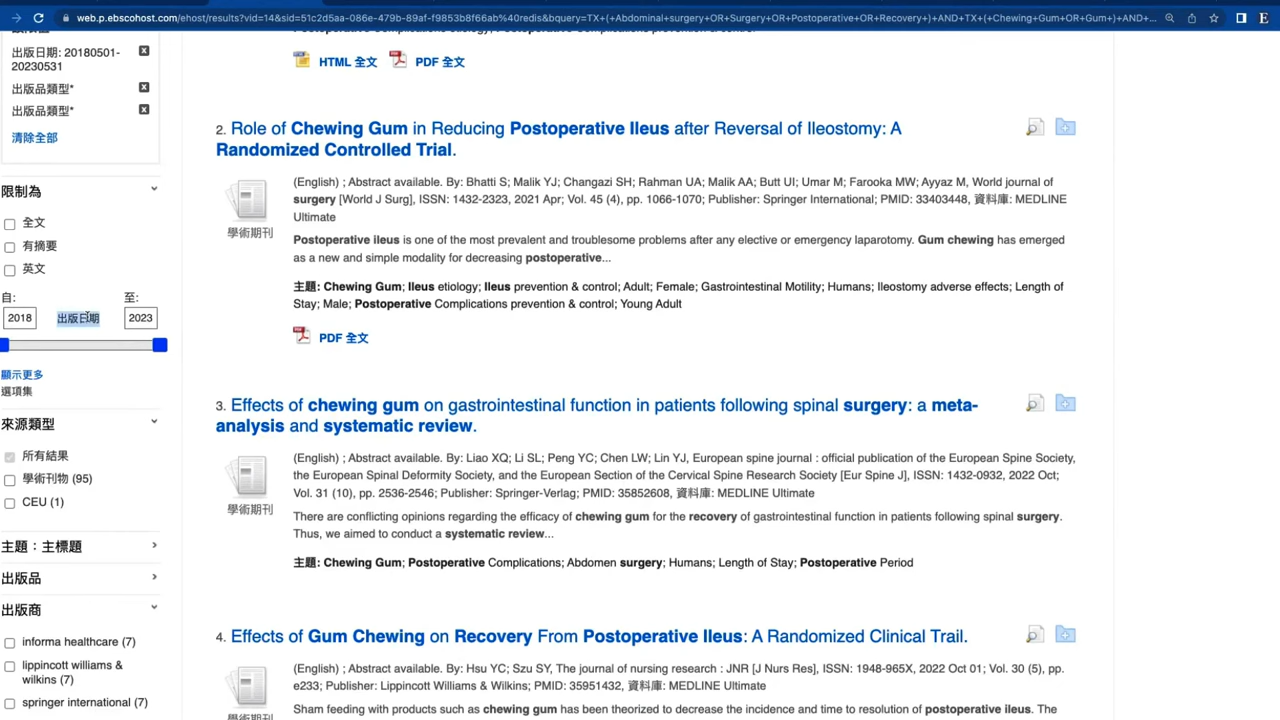 web.p.ebscohost.com/ehost/results?vid=14&sid=51c2d5aa-086e-479b-89af-f9853b8f66ab%40redis&bquery=TX+(+Abdominal+surgery+OR+Surgery+OR+Postoperative+OR+Recovery+)+AND+TX+(+Chewing+Gum+OR+Gum+)+AND+...
出版日期: 20180501-
20230531
出版品類型*
出版品類型*
清除全部
限制為
全文
有摘要
英文
自:
至:
2018
出版日期
2023
顯示更多
選項集
來源類型
所有結果
學術刊物 (95)
CEU (1)
主題：主標題
出版品
出版商
informa healthcare (7)
lippincott williams &
wilkins (7)
springer international (7)
HTML 全文
PDF 全文
2. Role of Chewing Gum in Reducing Postoperative Ileus after Reversal of Ileostomy: A
Randomized Controlled Trial.
學術期刊
(English) ; Abstract available. By: Bhatti S; Malik YJ; Changazi SH; Rahman UA; Malik AA; Butt UI; Umar M; Farooka MW; Ayyaz M, World journal of
surgery [World J Surg], ISSN: 1432-2323, 2021 Apr; Vol. 45 (4), pp. 1066-1070; Publisher: Springer International; PMID: 33403448, 資料庫: MEDLINE
Ultimate
Postoperative ileus is one of the most prevalent and troublesome problems after any elective or emergency laparotomy. Gum chewing has emerged
as a new and simple modality for decreasing postoperative...
主題: Chewing Gum; Ileus etiology; Ileus prevention & control; Adult; Female; Gastrointestinal Motility; Humans; Ileostomy adverse effects; Length of
Stay; Male; Postoperative Complications prevention & control; Young Adult
PDF 全文
3. Effects of chewing gum on gastrointestinal function in patients following spinal surgery: a meta-
analysis and systematic review.
學術期刊
(English) ; Abstract available. By: Liao XQ; Li SL; Peng YC; Chen LW; Lin YJ, European spine journal : official publication of the European Spine Society,
the European Spinal Deformity Society, and the European Section of the Cervical Spine Research Society [Eur Spine J], ISSN: 1432-0932, 2022 Oct;
Vol. 31 (10), pp. 2536-2546; Publisher: Springer-Verlag; PMID: 35852608, 資料庫: MEDLINE Ultimate
There are conflicting opinions regarding the efficacy of chewing gum for the recovery of gastrointestinal function in patients following spinal surgery.
Thus, we aimed to conduct a systematic review...
主題: Chewing Gum; Postoperative Complications; Abdomen surgery; Humans; Length of Stay; Postoperative Period
4. Effects of Gum Chewing on Recovery From Postoperative Ileus: A Randomized Clinical Trail.
(English) ; Abstract available. By: Hsu YC; Szu SY, The journal of nursing research : JNR [J Nurs Res], ISSN: 1948-965X, 2022 Oct 01; Vol. 30 (5), pp.
e233; Publisher: Lippincott Williams & Wilkins; PMID: 35951432, 資料庫: MEDLINE Ultimate
Sham feeding with products such as chewing gum has been theorized to decrease the incidence and time to resolution of postoperative ileus. The